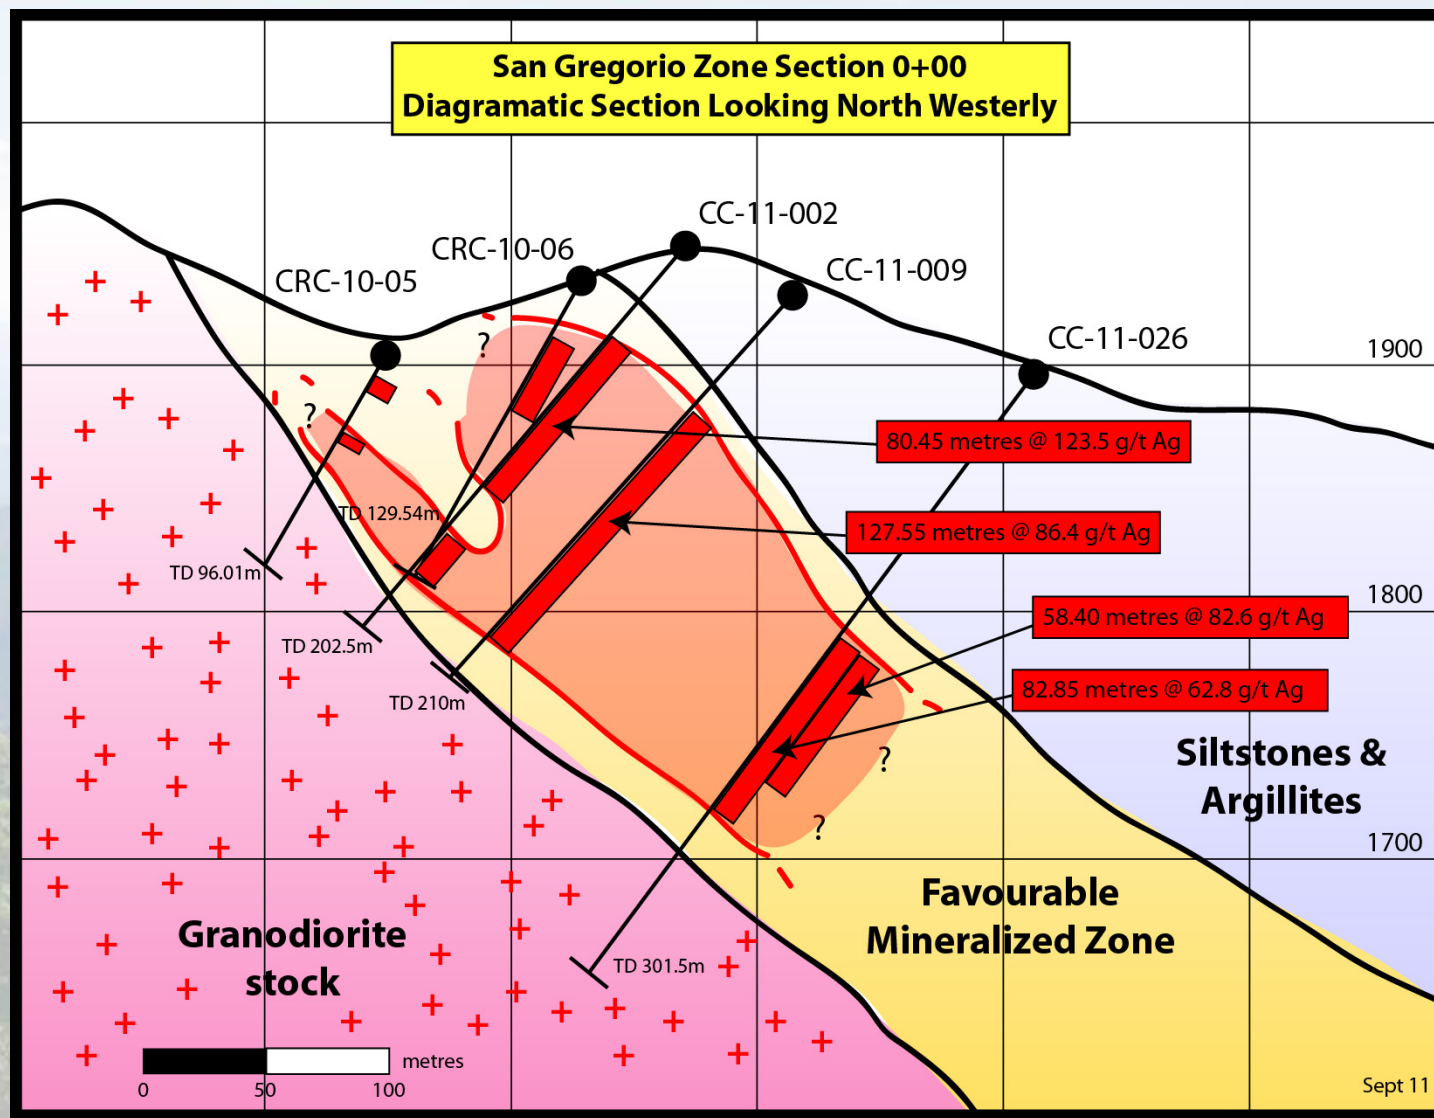 San Gregorio Zone Section 0+00
Diagramatic Section Looking North Westerly
CC-11-002
CRC-10-06
CC-11-009
CRC-10-05
CC-11-026
1900
?
?
80.45 metres @ 123.5 g/t Ag
TD 129.54m
127.55 metres @ 86.4 g/t Ag
TD 96.01m
1800
58.40 metres @ 82.6 g/t Ag
TD 202.5m
82.85 metres @ 62.8 g/t Ag
TD 210m
Siltstones &
Argillites
?
?
1700
Favourable
Mineralized Zone
Granodiorite
stock
TD 301.5m
metres
0 50 100
Sept 11